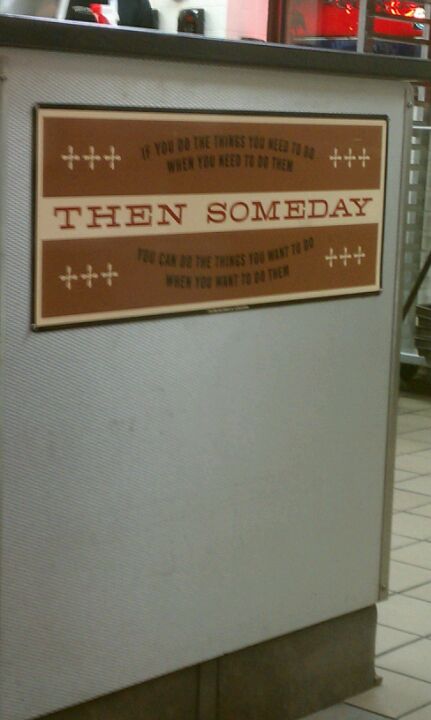 IF YOU DO THE THINGS YOU NEED TO DO
WHEN YOU NEED TO DO THEM
THEN SOMEDAY
YOU CAN DO THE THINGS YOU WANT TO DO
WHEN YOU WANT TO DO THEM